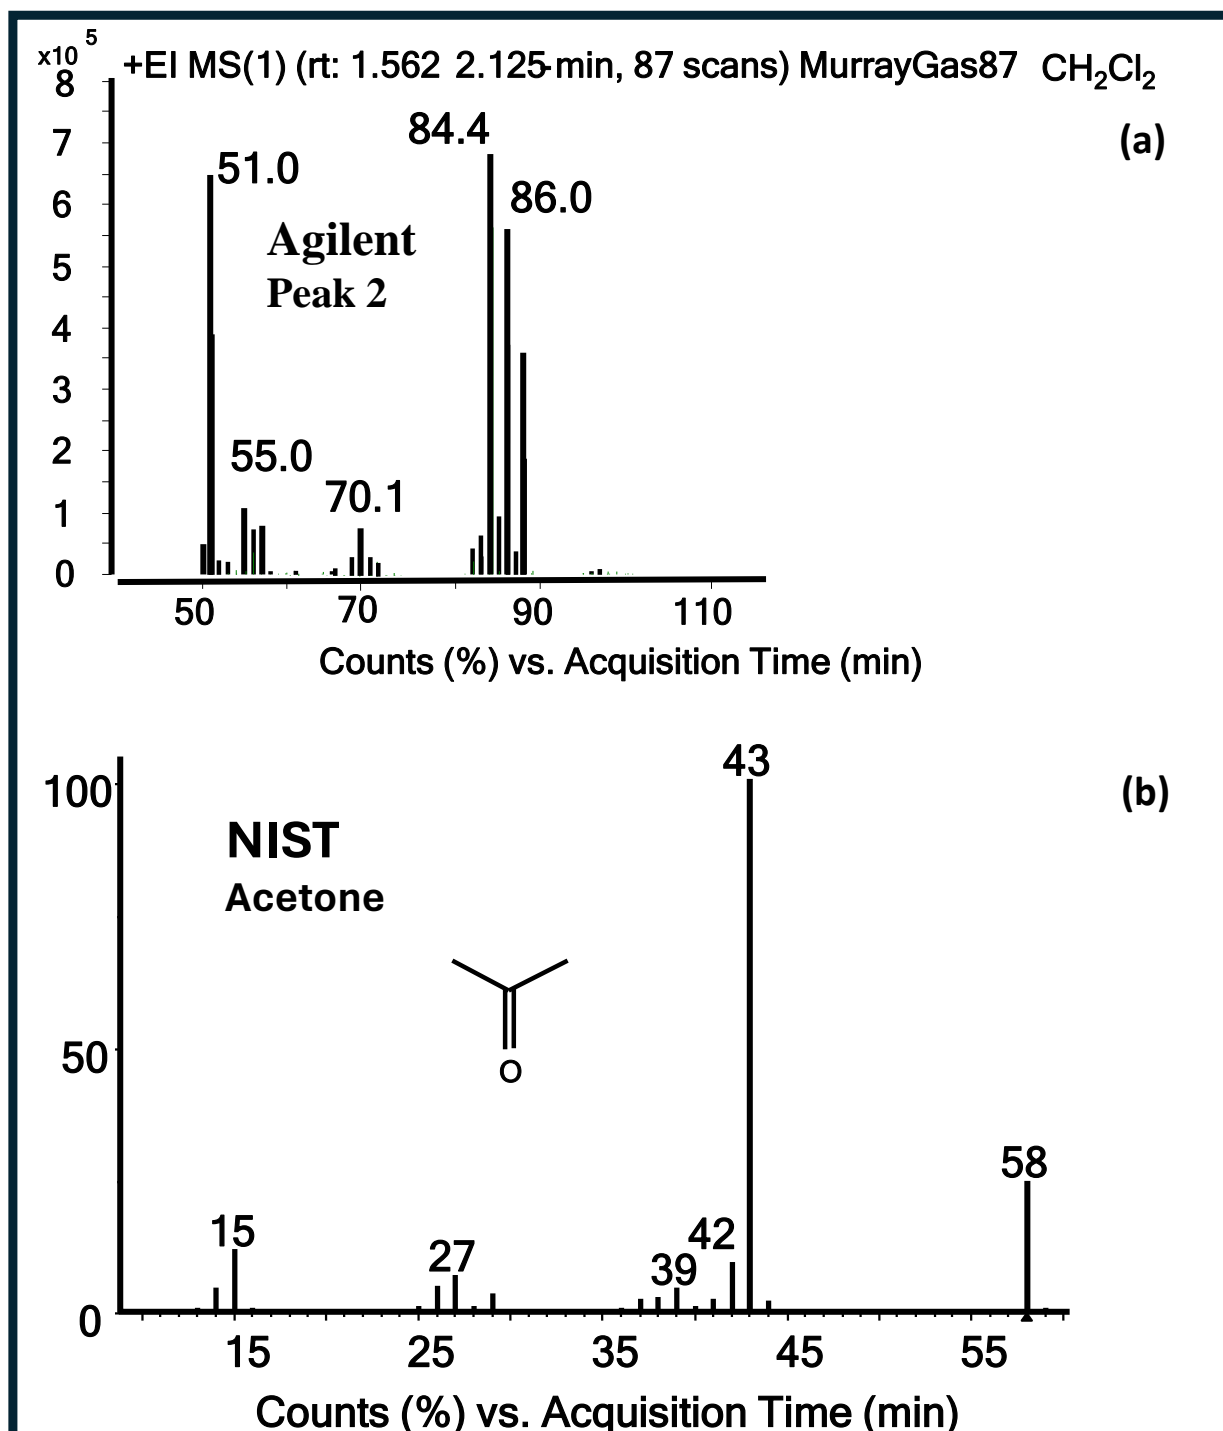 x10 5
+EI MS(1) (rt: 1.562 2.125-min, 87 scans) MurrayGas87 CH₂Cl₂
(a)
8
7
6
5
4
3
2
1
0
84.4
51.0
86.0
Agilent
Peak 2
55.0
70.1
50 70 90 110
Counts (%) vs. Acquisition Time (min)
(b)
100
50
0
43
NIST
Acetone
O
58
15
27
39
42
15 25 35 45 55
Counts (%) vs. Acquisition Time (min)